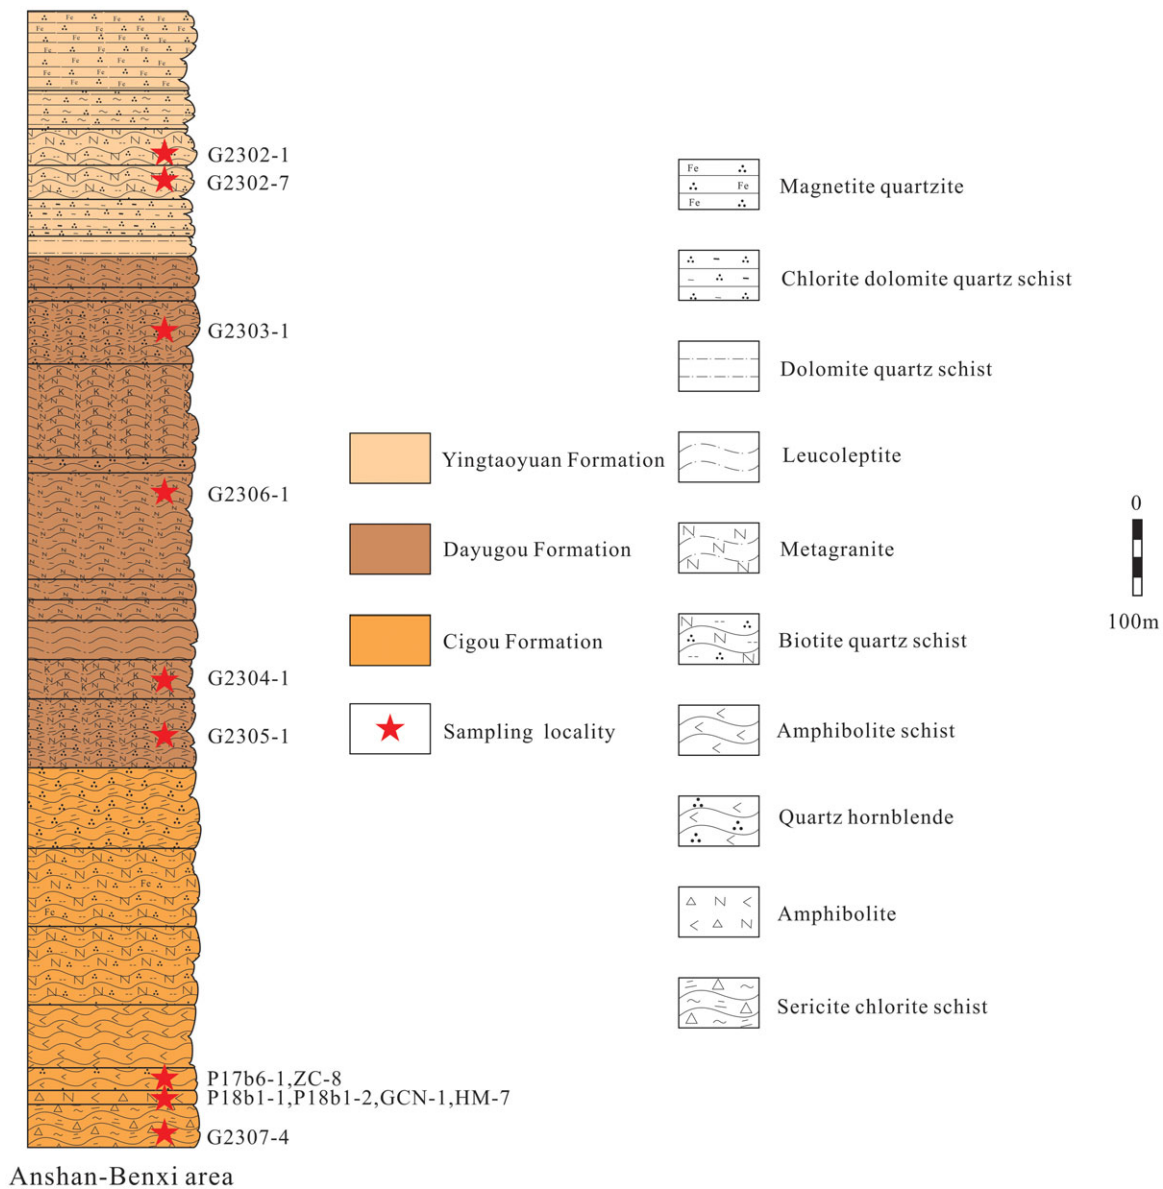 G2302-1
G2302-7
G2303-1
G2306-1
G2304-1
G2305-1
P17b6-1,ZC-8
P18b1-1,P18b1-2,GCN-1,HM-7
G2307-4
Anshan-Benxi area
Yingtaoyuan Formation
Dayugou Formation
Cigou Formation
Sampling locality
Fe
Fe
Fe
Magnetite quartzite
Chlorite dolomite quartz schist
Dolomite quartz schist
Leucoleptite
N N
N
N N
Metagranite
N
N
N
Biotite quartz schist
Amphibolite schist
Quartz hornblende
N
N
Amphibolite
Sericite chlorite schist
0
100m